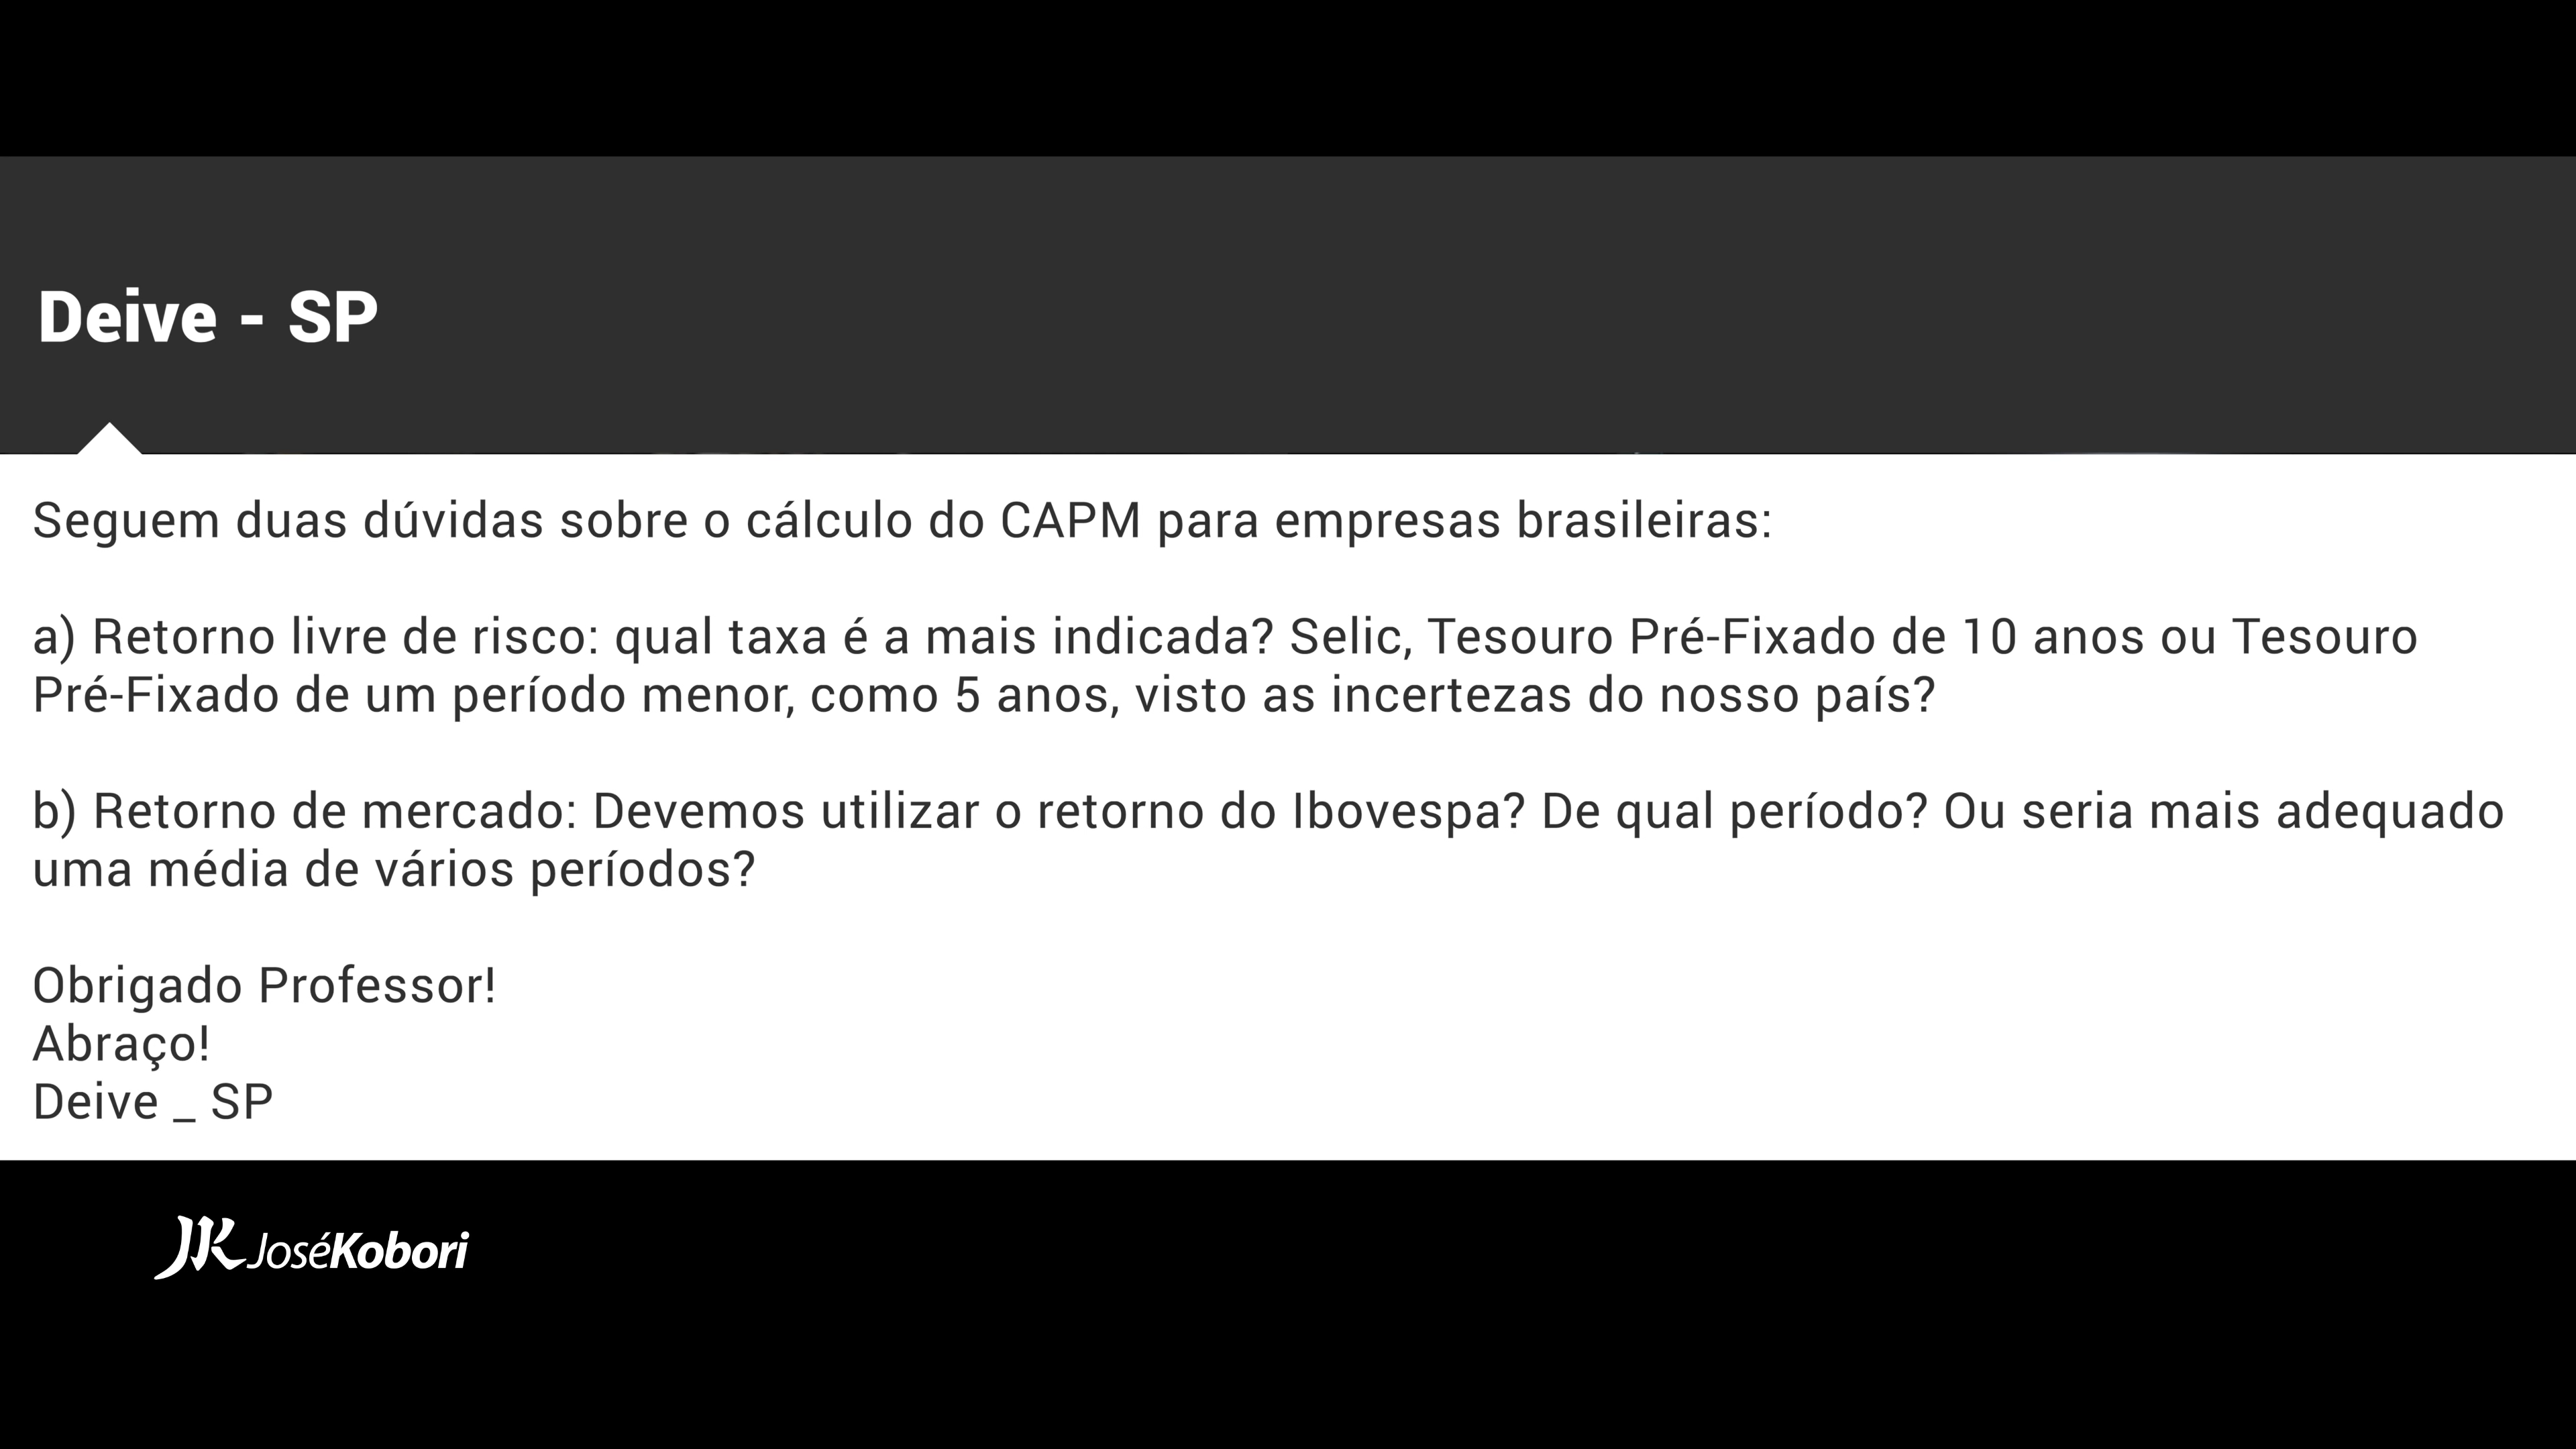 Deive - SP
Seguem duas dúvidas sobre o cálculo do CAPM para empresas brasileiras:
a) Retorno livre de risco: qual taxa é a mais indicada? Selic, Tesouro Pré-Fixado de 10 anos ou Tesouro
Pré-Fixado de um período menor, como 5 anos, visto as incertezas do nosso país?
b) Retorno de mercado: Devemos utilizar o retorno do Ibovespa? De qual período? Ou seria mais adequado
uma média de vários períodos?
Obrigado Professor!
Abraço!
Deive _ SP
JK JoséKobori